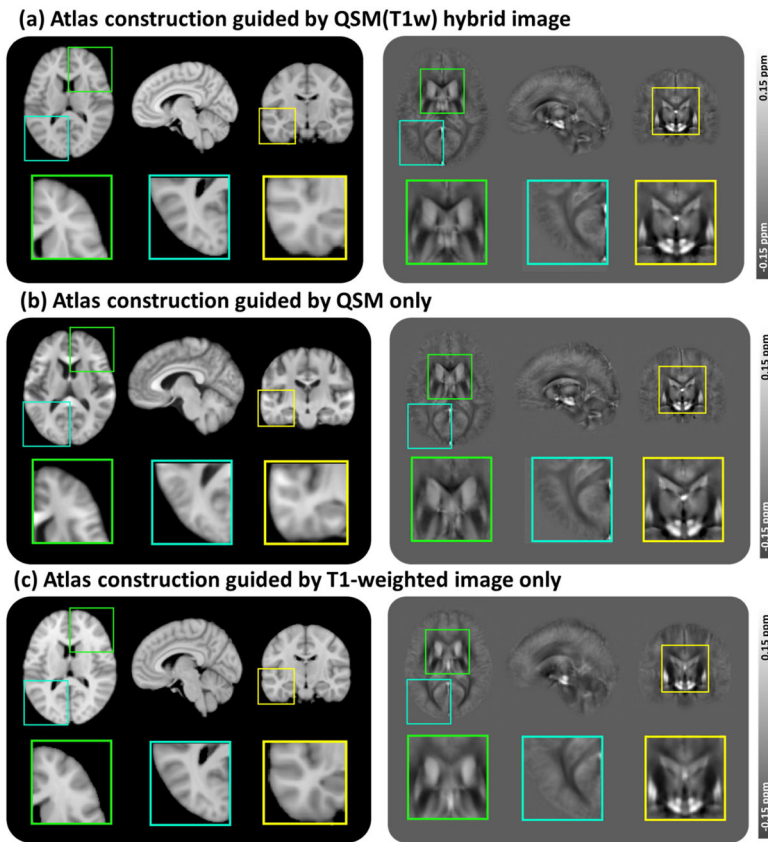 (a) Atlas construction guided by QSM(T1w) hybrid image
0.15 ppm
-0.15 ppm
(b) Atlas construction guided by QSM only
0.15 ppm
-0.15 ppm
(c) Atlas construction guided by T1-weighted image only
0.15 ppm
-0.15 ppm